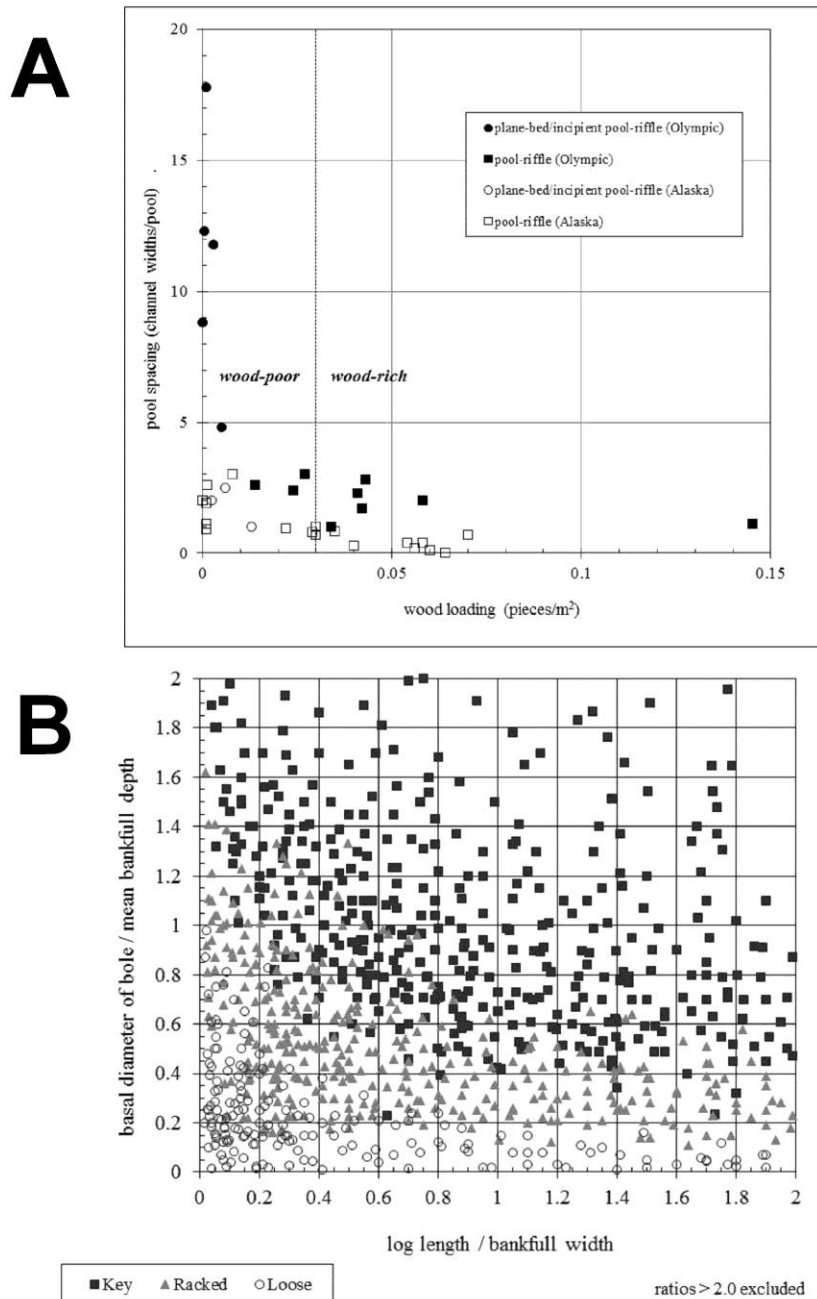 A
20
15
10
5
0
pool spacing (channel widths/pool)
plane-bed/incipient pool-riffle (Olympic)
pool-riffle (Olympic)
plane-bed/incipient pool-riffle (Alaska)
pool-riffle (Alaska)
wood-poor
wood-rich
0
0.05
0.1
0.15
wood loading (pieces/m²)
B
2
1.8
1.6
1.4
1.2
1
0.8
0.6
0.4
0.2
0
basal diameter of bole / mean bankfull depth
0 0.2 0.4 0.6 0.8 1 1.2 1.4 1.6 1.8 2
log length / bankfull width
Key Racked Loose
ratios > 2.0 excluded